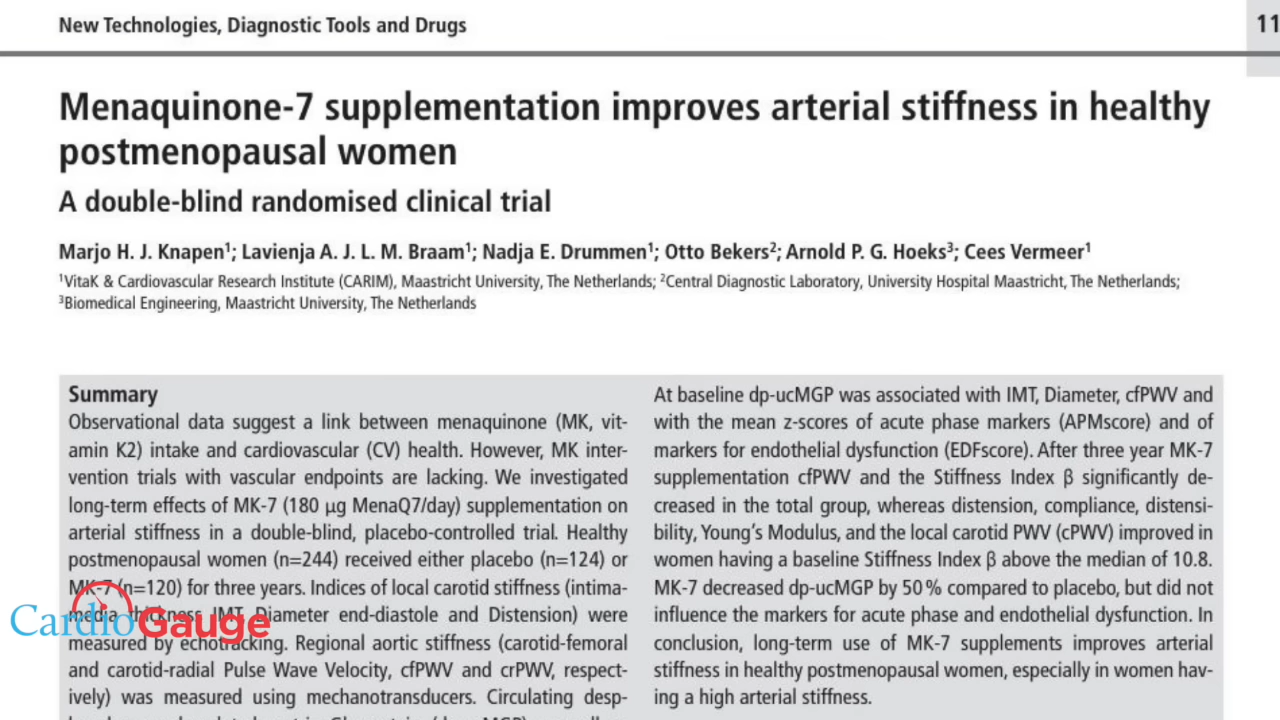 New Technologies, Diagnostic Tools and Drugs
11
Menaquinone-7 supplementation improves arterial stiffness in healthy
postmenopausal women
A double-blind randomised clinical trial
Marjo H. J. Knapen¹; Lavienja A. J. L. M. Braam¹; Nadja E. Drummen¹; Otto Bekers²; Arnold P. G. Hoeks³; Cees Vermeer¹
¹VitaK & Cardiovascular Research Institute (CARIM), Maastricht University, The Netherlands; ²Central Diagnostic Laboratory, University Hospital Maastricht, The Netherlands;
³Biomedical Engineering, Maastricht University, The Netherlands
Summary
Observational data suggest a link between menaquinone (MK, vit-
amin K2) intake and cardiovascular (CV) health. However, MK inter-
vention trials with vascular endpoints are lacking. We investigated
long-term effects of MK-7 (180 µg MenaQ7/day) supplementation on
arterial stiffness in a double-blind, placebo-controlled trial. Healthy
postmenopausal women (n=244) received either placebo (n=124) or
MK-7 (n=120) for three years. Indices of local carotid stiffness (intima-
media thickness IMT, Diameter end-diastole and Distension) were
measured by echotracking. Regional aortic stiffness (carotid-femoral
and carotid-radial Pulse Wave Velocity, cfPWV and crPWV, respect-
ively) was measured using mechanotransducers. Circulating desp-
At baseline dp-ucMGP was associated with IMT, Diameter, cfPWV and
with the mean z-scores of acute phase markers (APMscore) and of
markers for endothelial dysfunction (EDFscore). After three year MK-7
supplementation cfPWV and the Stiffness Index β significantly de-
creased in the total group, whereas distension, compliance, distensi-
bility, Young's Modulus, and the local carotid PWV (cPWV) improved in
women having a baseline Stiffness Index β above the median of 10.8.
MK-7 decreased dp-ucMGP by 50 % compared to placebo, but did not
influence the markers for acute phase and endothelial dysfunction. In
conclusion, long-term use of MK-7 supplements improves arterial
stiffness in healthy postmenopausal women, especially in women hav-
ing a high arterial stiffness.
CardioGauge